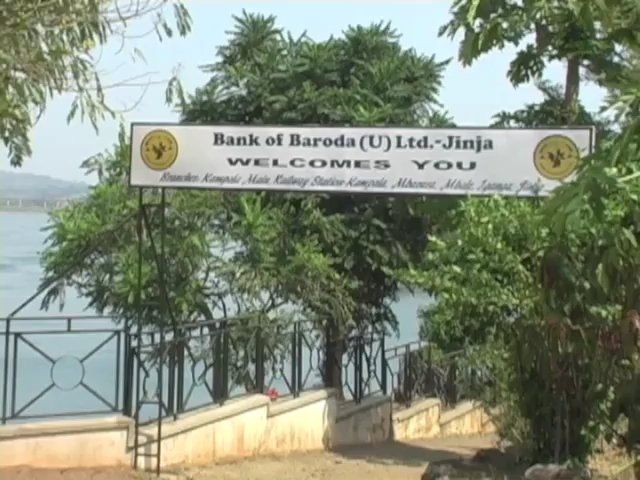 Bank of Baroda (U) Ltd.-Jinja
WELCOMES YOU
Branches: Kampala, Main, Railway Station Kampala, Mbarara, Mbale, Iganga, Jinja